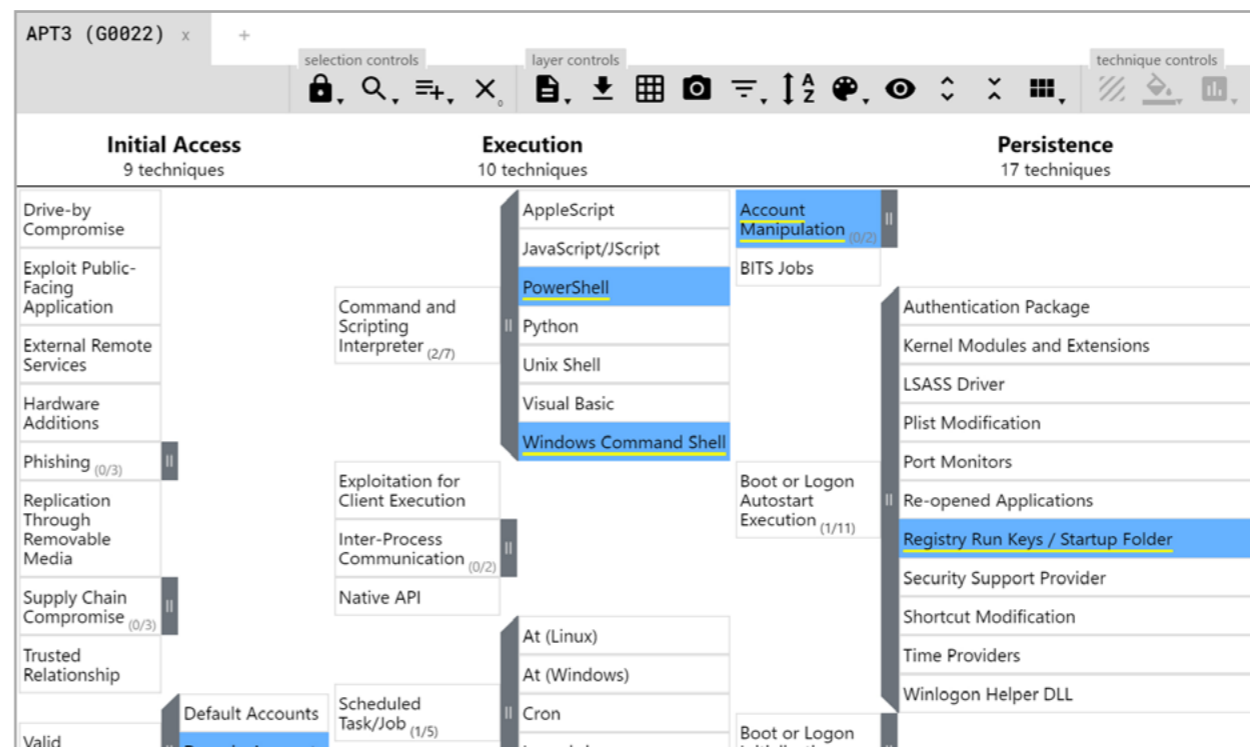 APT3 (G0022) x +
selection controls
layer controls
technique controls
Initial Access
9 techniques
Execution
10 techniques
Persistence
17 techniques
Drive-by
Compromise
Exploit Public-
Facing
Application
External Remote
Services
Hardware
Additions
Phishing (0/3)
Replication
Through
Removable
Media
Supply Chain
Compromise (0/3)
Trusted
Relationship
Valid
Default Accounts
Command and
Scripting
Interpreter (2/7)
AppleScript
JavaScript/JScript
PowerShell
Python
Unix Shell
Visual Basic
Windows Command Shell
Exploitation for
Client Execution
Inter-Process
Communication (0/2)
Native API
Scheduled
Task/Job (1/5)
At (Linux)
At (Windows)
Cron
Account
Manipulation (0/2)
BITS Jobs
Boot or Logon
Autostart
Execution (1/11)
Authentication Package
Kernel Modules and Extensions
LSASS Driver
Plist Modification
Port Monitors
Re-opened Applications
Registry Run Keys / Startup Folder
Security Support Provider
Shortcut Modification
Time Providers
Winlogon Helper DLL
Boot or Logon